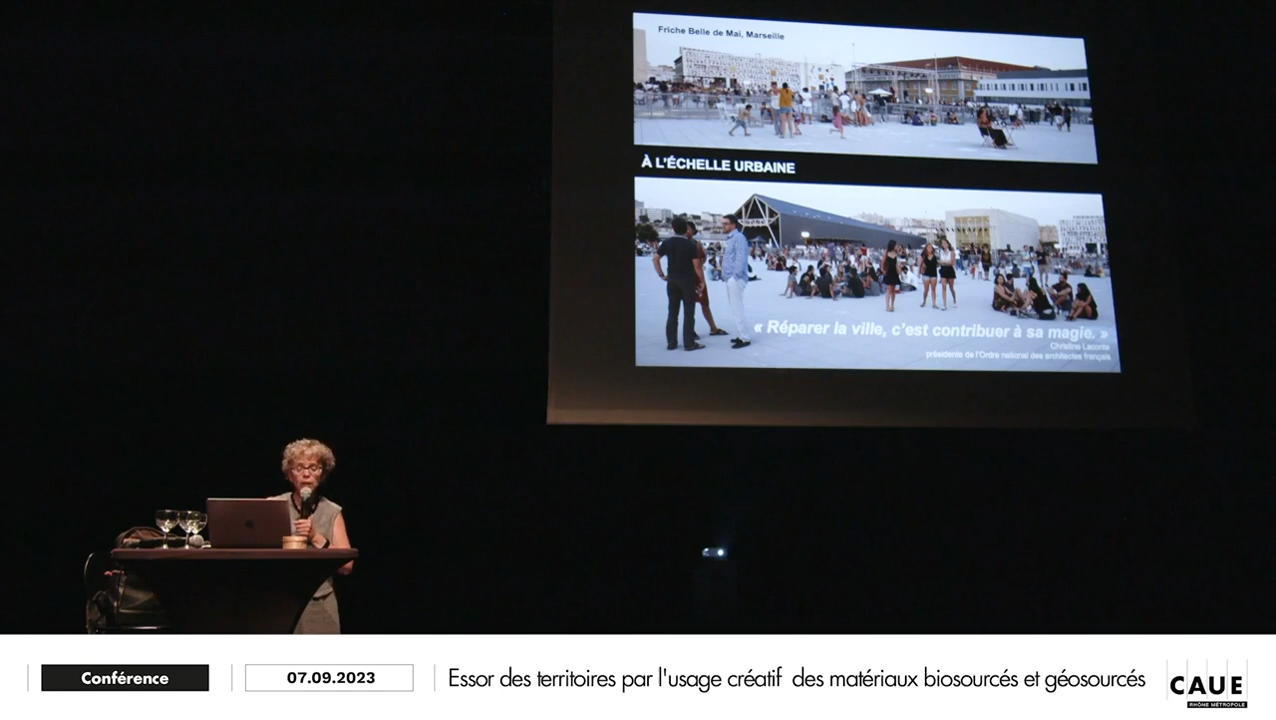 Friche Belle de Mai, Marseille
À L'ÉCHELLE URBAINE
« Réparer la ville, c'est contribuer à sa magie. »
Christine Leconte
présidente de l'Ordre national des architectes français
Conférence
07.09.2023
Essor des territoires par l'usage créatif des matériaux biosourcés et géosourcés
CAUE
RHÔNE MÉTROPOLE